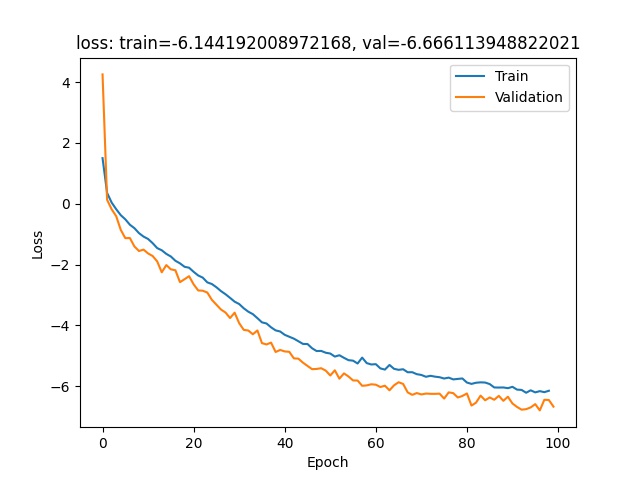 loss: train=-6.144192008972168, val=-6.666113948822021
Train
Validation
4
2
0
−2
−4
−6
Loss
0 20 40 60 80 100
Epoch